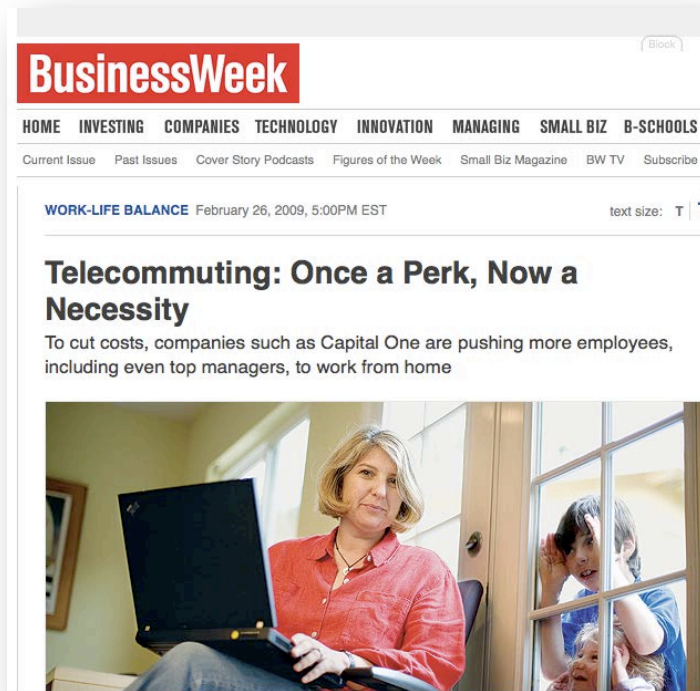 Block
BusinessWeek
HOME INVESTING COMPANIES TECHNOLOGY INNOVATION MANAGING SMALL BIZ B-SCHOOLS
Current Issue Past Issues Cover Story Podcasts Figures of the Week Small Biz Magazine BW TV Subscribe
WORK-LIFE BALANCE February 26, 2009, 5:00PM EST text size: T
Telecommuting: Once a Perk, Now a
Necessity
To cut costs, companies such as Capital One are pushing more employees,
including even top managers, to work from home